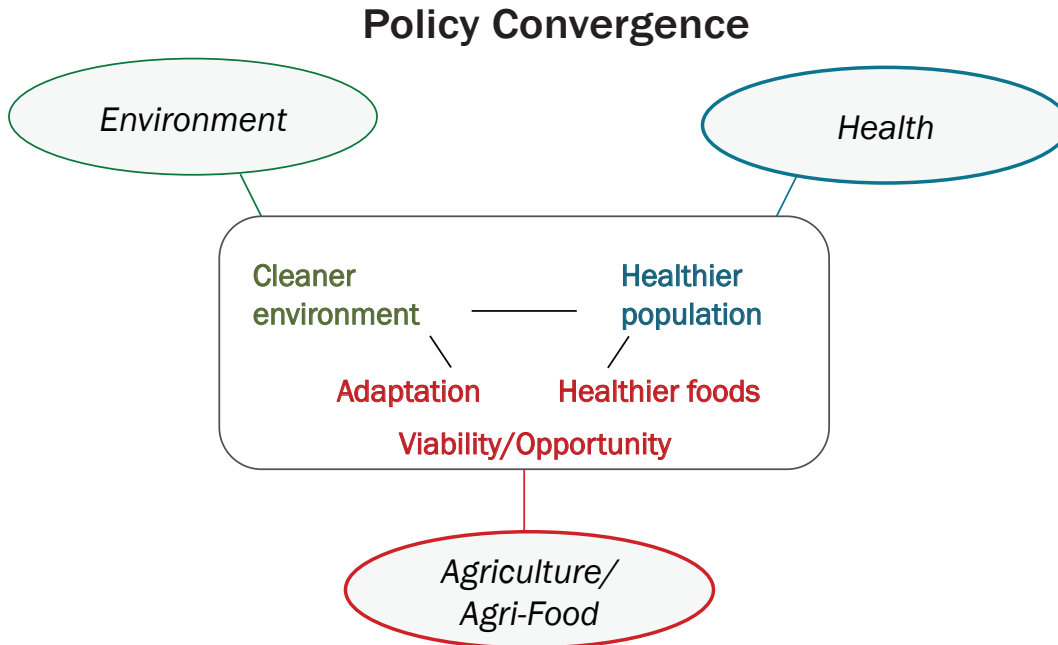 Policy Convergence
Environment
Health
Cleaner
environment
Healthier
population
Adaptation
Healthier foods
Viability/Opportunity
Agriculture/
Agri-Food